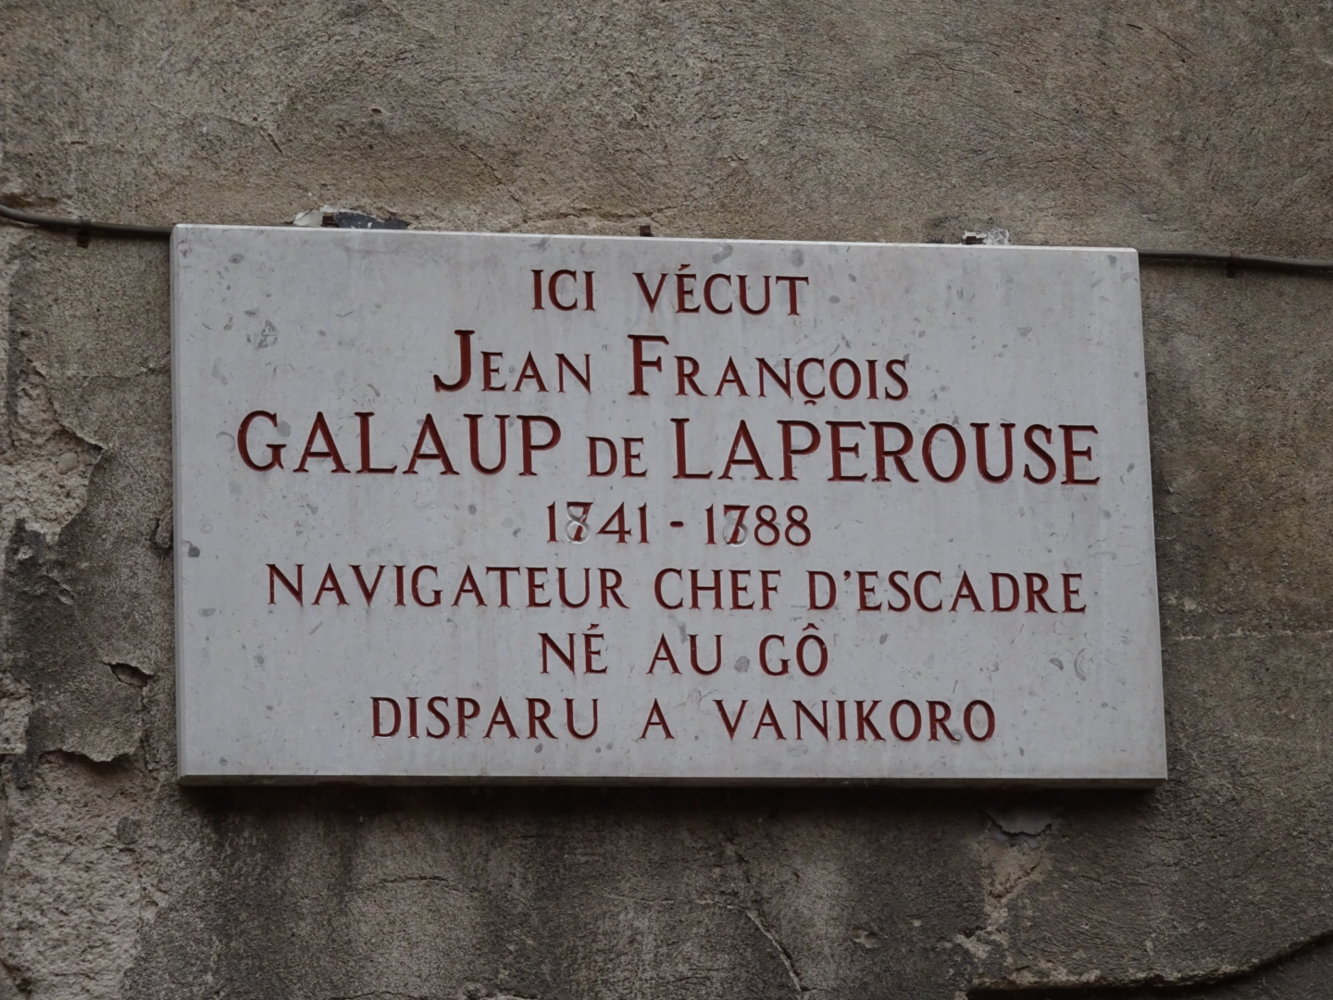 ICI VÉCUT
JEAN FRANÇOIS
GALAUP DE LAPEROUSE
1741-1788
NAVIGATEUR CHEF D'ESCADRE
NÉ AU GÔ
DISPARU A VANIKORO